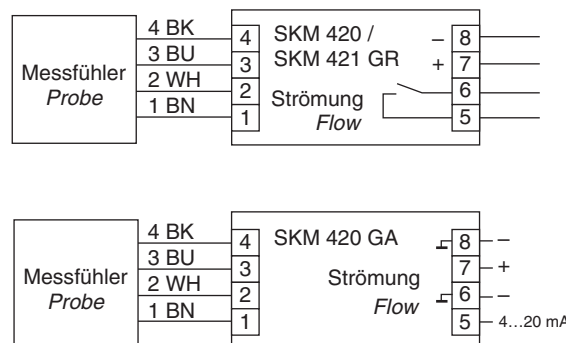 4 BK
3 BU
2 WH
1 BN
Messfühler
Probe
4
3
2
1
SKM 420 /
SKM 421 GR
Strömung
Flow
– 8
+ 7
6
5
4 BK
3 BU
2 WH
1 BN
Messfühler
Probe
4
3
2
1
SKM 420 GA
Strömung
Flow
8 –
7 +
6 –
5 4...20 mA